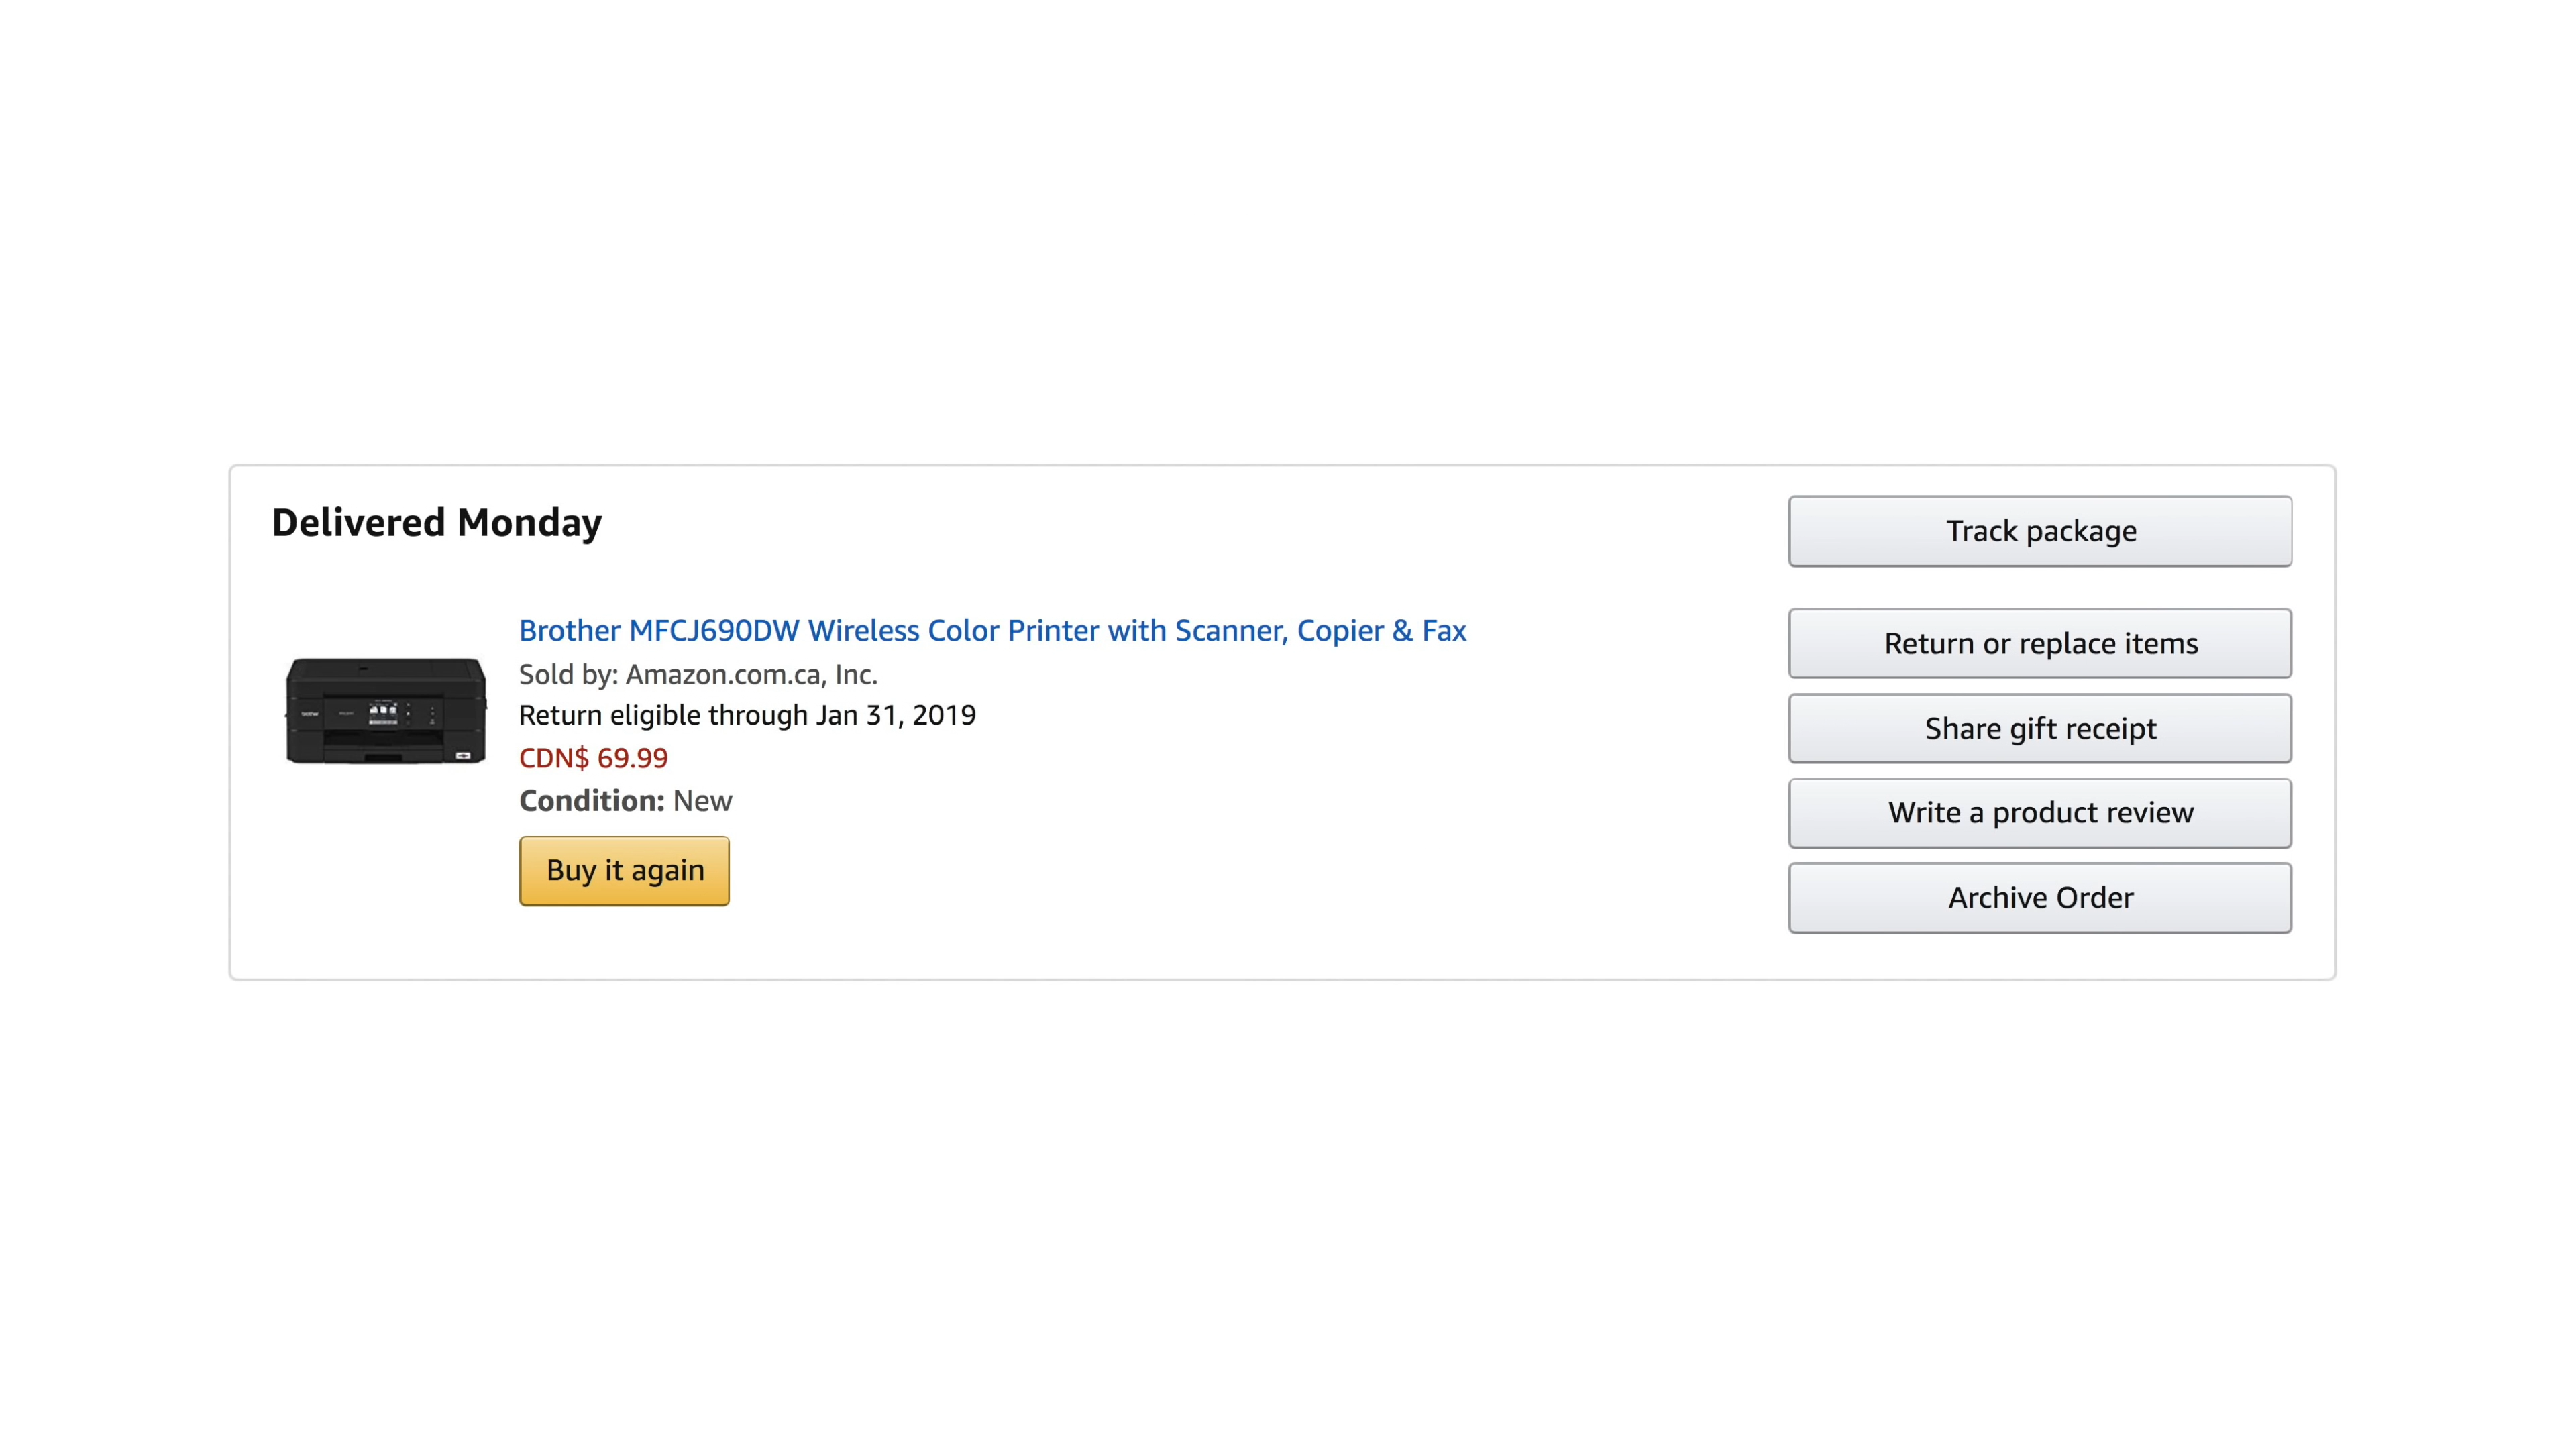 Delivered Monday
Track package
Brother MFCJ690DW Wireless Color Printer with Scanner, Copier & Fax
Sold by: Amazon.com.ca, Inc.
Return eligible through Jan 31, 2019
CDN$ 69.99
Condition: New
Buy it again
Return or replace items
Share gift receipt
Write a product review
Archive Order
brother